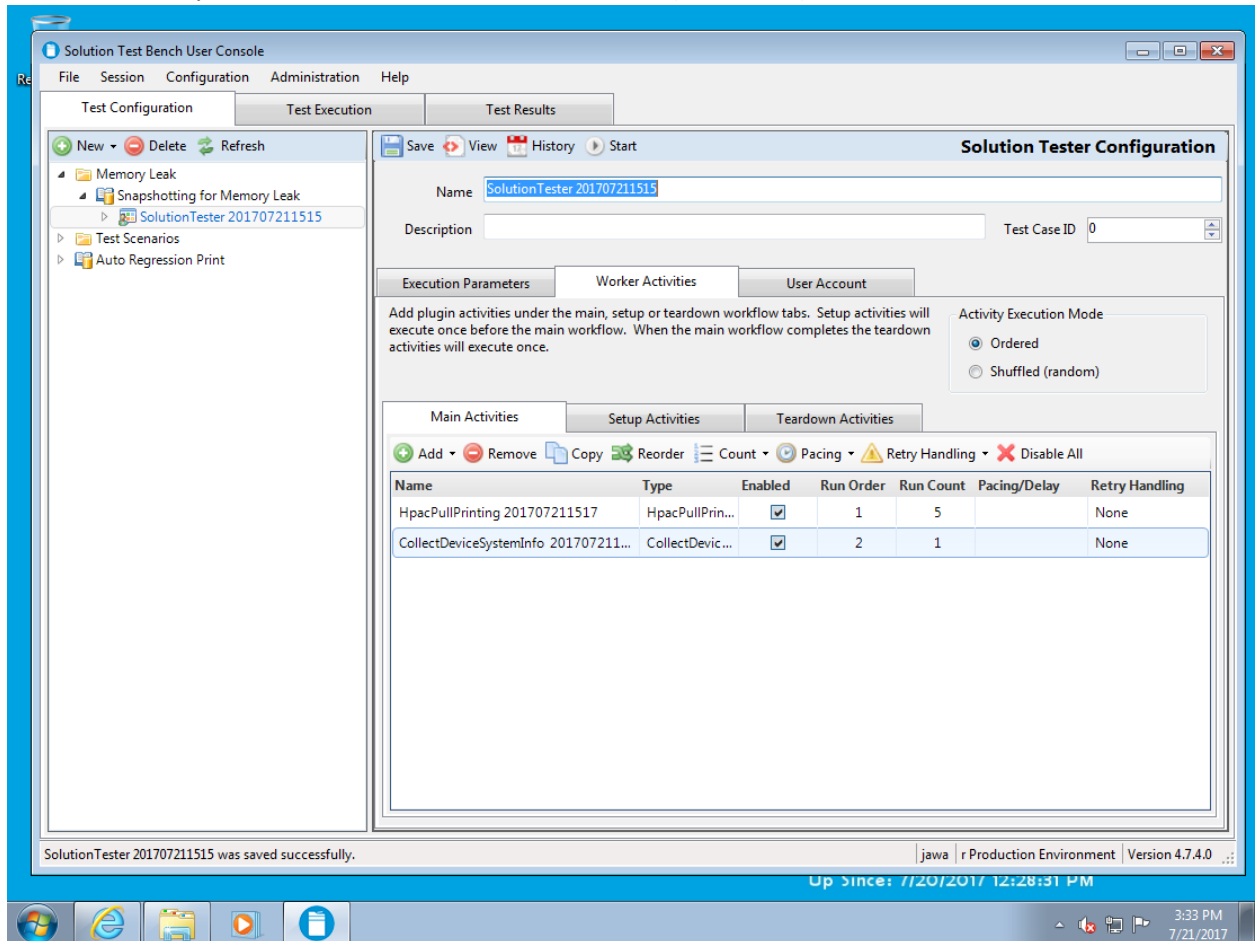 Solution Test Bench User Console
Re
File Session Configuration Administration Help
Test Configuration Test Execution Test Results
New Delete Refresh
Save View History Start Solution Tester Configuration
Memory Leak
Snapshotting for Memory Leak
SolutionTester 201707211515
Test Scenarios
Auto Regression Print
Name SolutionTester 201707211515
Description Test Case ID 0
Execution Parameters Worker Activities User Account
Add plugin activities under the main, setup or teardown workflow tabs. Setup activities will
execute once before the main workflow. When the main workflow completes the teardown
activities will execute once.
Activity Execution Mode
Ordered
Shuffled (random)
Main Activities Setup Activities Teardown Activities
Add Remove Copy Reorder Count Pacing Retry Handling Disable All
Name Type Enabled Run Order Run Count Pacing/Delay Retry Handling
HpacPullPrinting 201707211517 HpacPullPrin... 1 5 None
CollectDeviceSystemInfo 201707211... CollectDevic... 2 1 None
SolutionTester 201707211515 was saved successfully. jawa r Production Environment Version 4.7.4.0
Up Since: 7/20/2017 12:28:31 PM
3:33 PM
7/21/2017